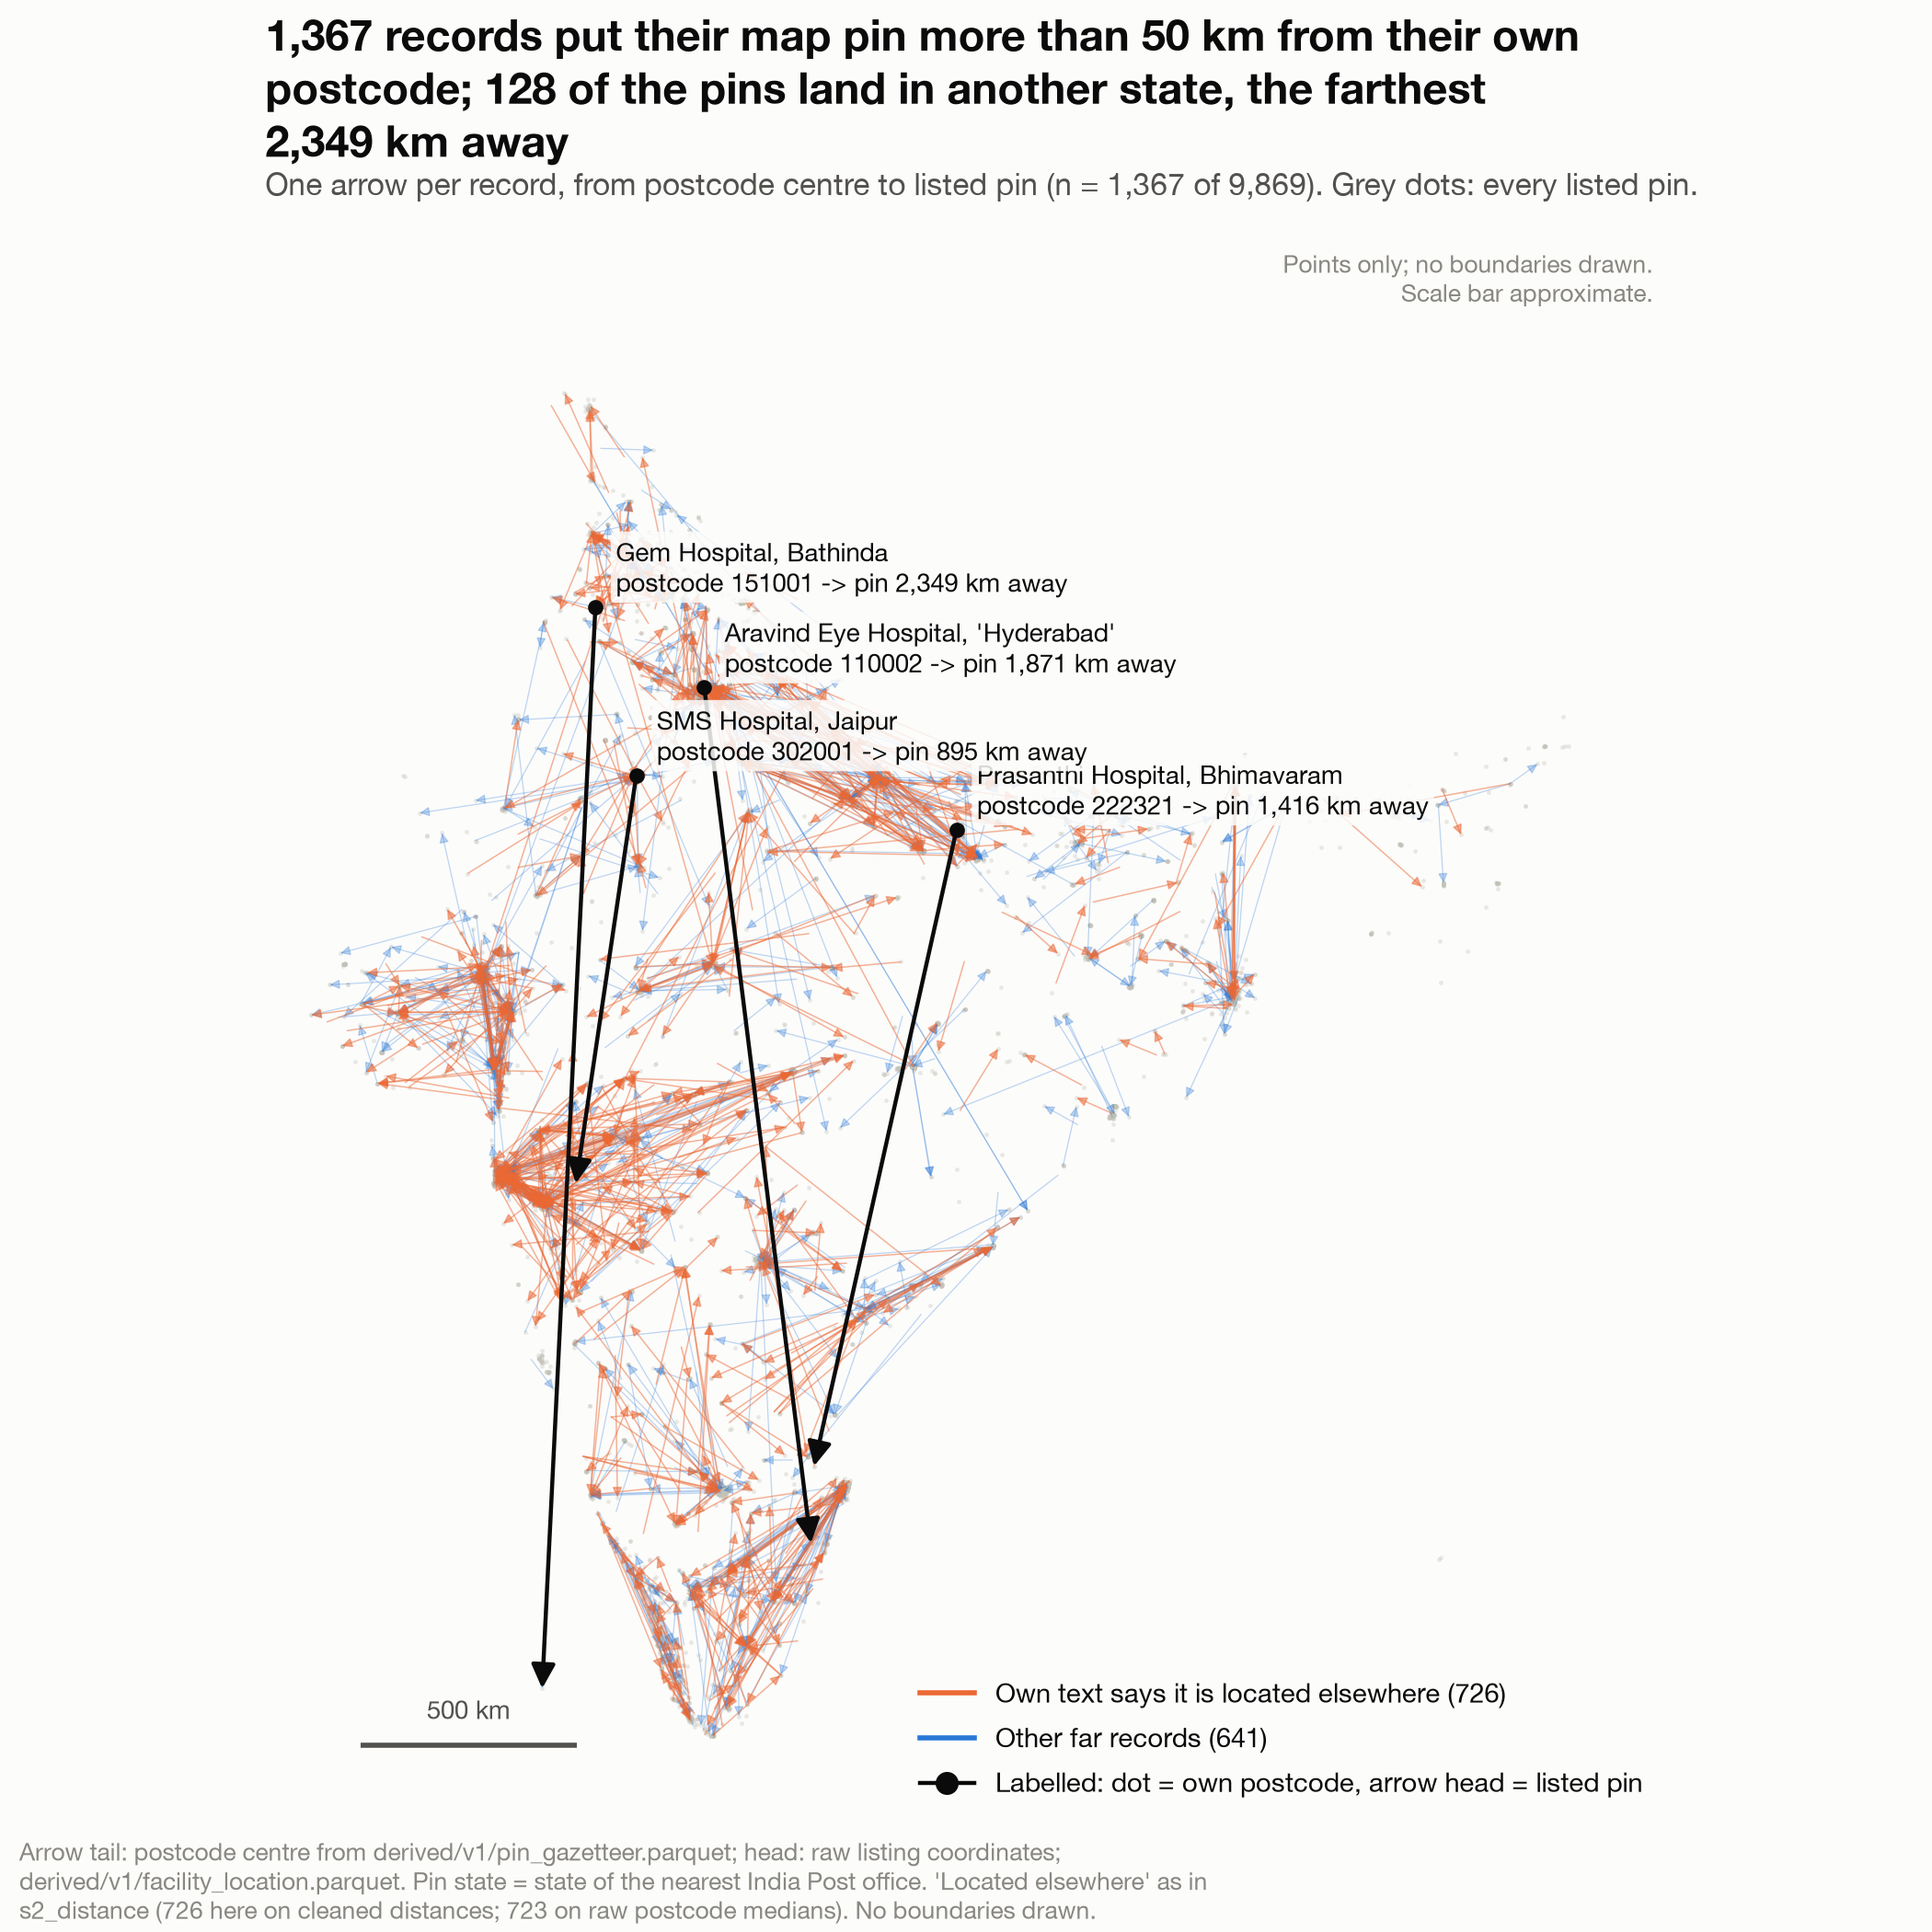 1,367 records put their map pin more than 50 km from their own
postcode; 128 of the pins land in another state, the farthest
2,349 km away
One arrow per record, from postcode centre to listed pin (n = 1,367 of 9,869). Grey dots: every listed pin.
Points only; no boundaries drawn.
Scale bar approximate.
Gem Hospital, Bathinda
postcode 151001 -> pin 2,349 km away
Aravind Eye Hospital, 'Hyderabad'
postcode 110002 -> pin 1,871 km away
SMS Hospital, Jaipur
postcode 302001 -> pin 895 km away
Prasanthi Hospital, Bhimavaram
postcode 222321 -> pin 1,416 km away
500 km
Own text says it is located elsewhere (726)
Other far records (641)
Labelled: dot = own postcode, arrow head = listed pin
Arrow tail: postcode centre from derived/v1/pin_gazetteer.parquet; head: raw listing coordinates;
derived/v1/facility_location.parquet. Pin state = state of the nearest India Post office. 'Located elsewhere' as in
s2_distance (726 here on cleaned distances; 723 on raw postcode medians). No boundaries drawn.